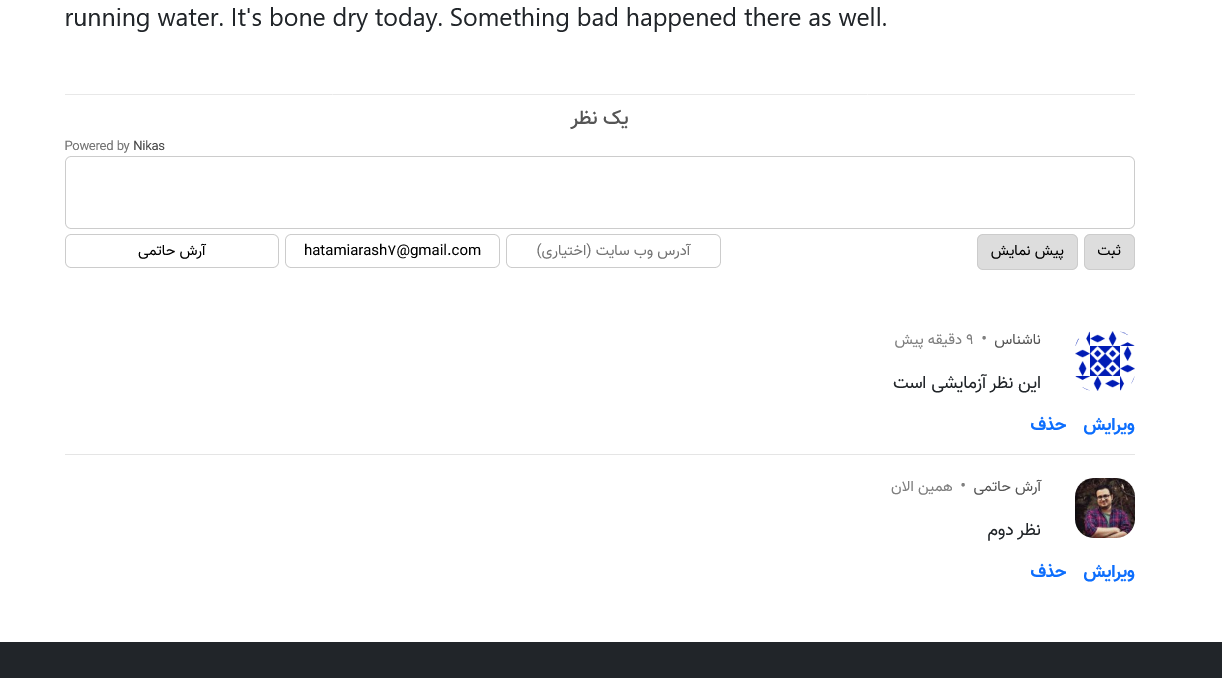 running water. It's bone dry today. Something bad happened there as well.
یک نظر
Powered by Nikas
آرش حاتمی
hatamiarash۷@gmail.com
آدرس وب سایت (اختیاری)
پیش نمایش
ثبت
ناشناس • ۹ دقیقه پیش
این نظر آزمایشی است
ویرایش حذف
آرش حاتمی • همین الان
نظر دوم
ویرایش حذف